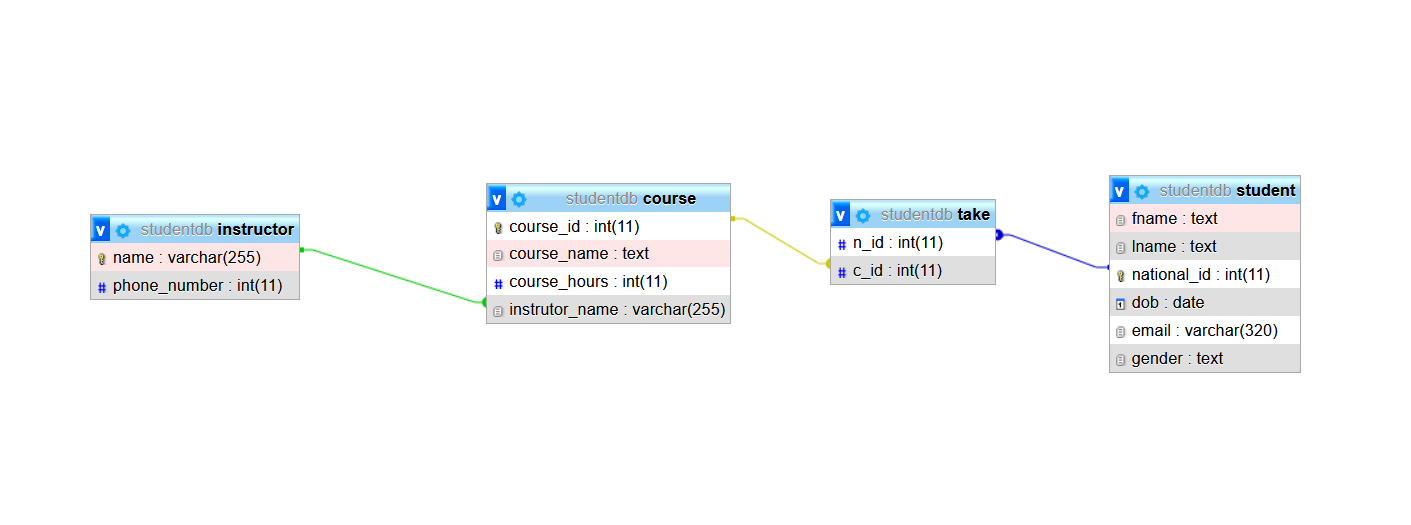 v studentdb instructor
name : varchar(255)
# phone_number : int(11)
v studentdb course
course_id : int(11)
course_name : text
# course_hours : int(11)
instrutor_name : varchar(255)
v studentdb take
# n_id : int(11)
# c_id : int(11)
v studentdb student
fname : text
lname : text
national_id : int(11)
dob : date
email : varchar(320)
gender : text